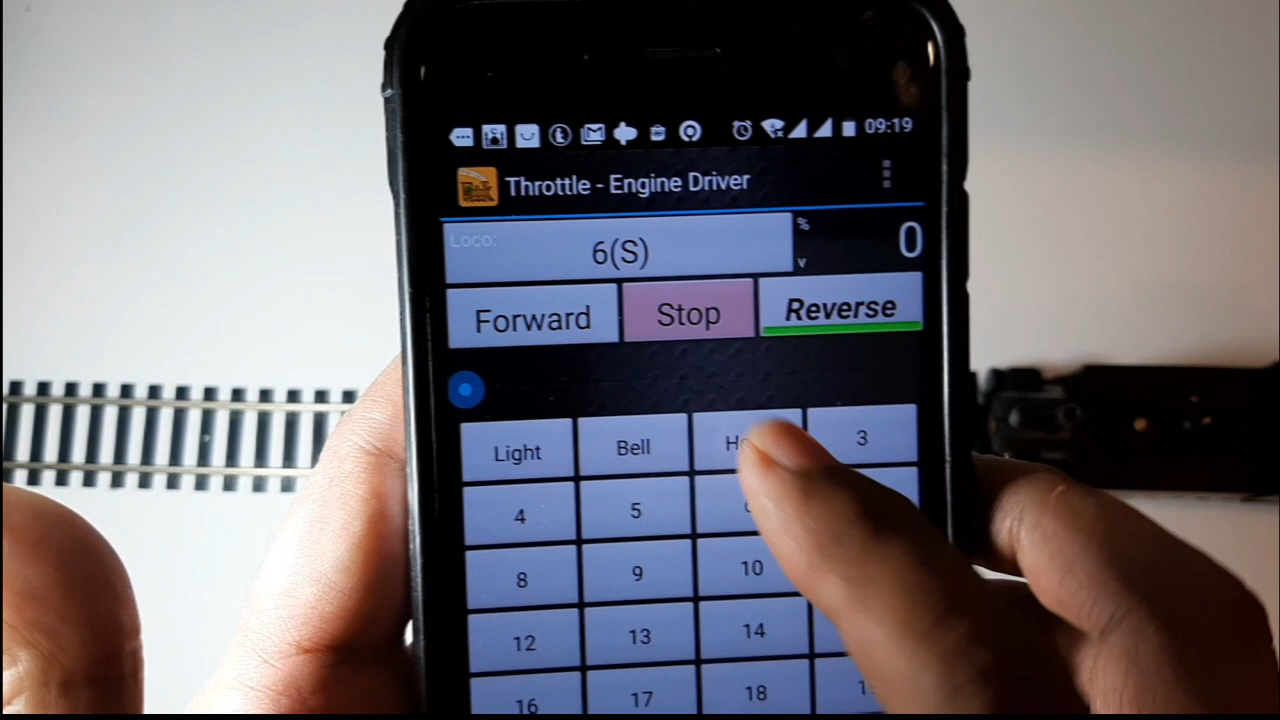 09:19
Throttle - Engine Driver
Loco:
6(S)
%
v
0
Forward Stop Reverse
Light Bell 3
4 5
8 9 10
12 13 14
16 17 18